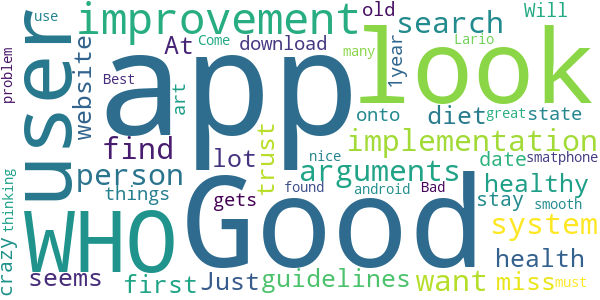 problem
use
user
improvement
old
search
Will
At
download
Come
many
Lario
1year
website
Best
art
app
look
onto
diet
state
find
lot
trust
implementation
person
arguments
date
smatphone
great
nice
things
gets
found
android
Bad
stay
smooth
healthy
thinking
crazy
WHO
Good
system
seems
first
Just
guidelines
want
miss
must
health